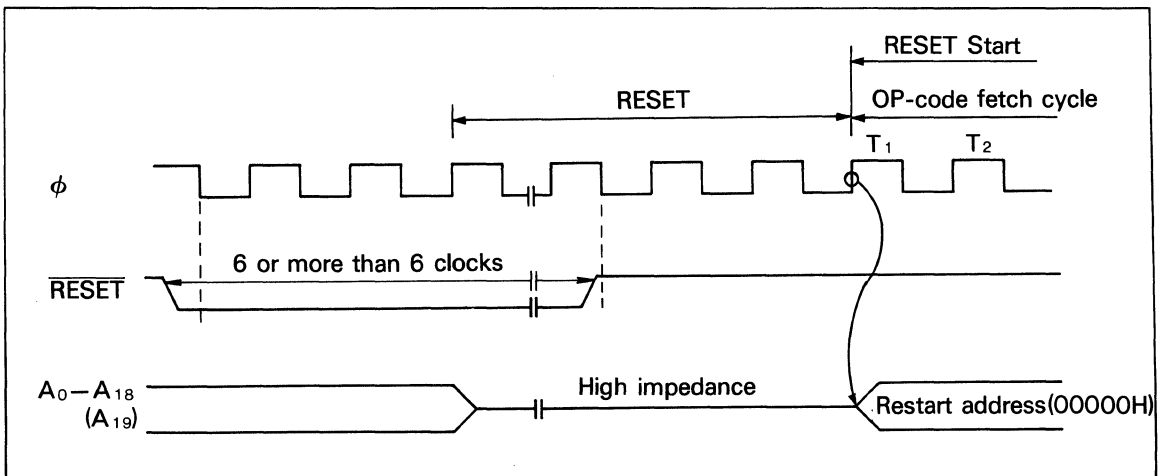 RESET Start
RESET
OP-code fetch cycle
T1 T2
ϕ
6 or more than 6 clocks
RESET
A0—A18
(A19)
High impedance
Restart address(00000H)